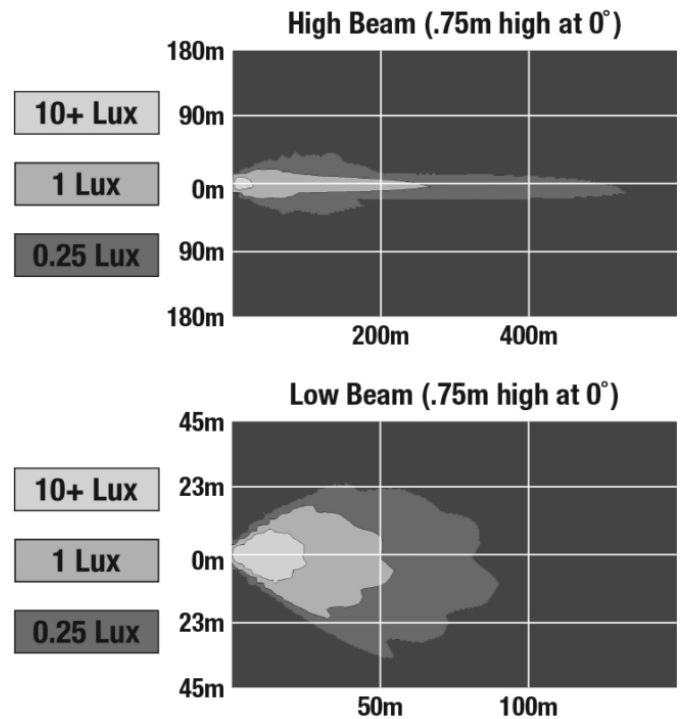 High Beam (.75m high at 0˚)
180m
10+ Lux
90m
1 Lux
0m
0.25 Lux
90m
180m
200m 400m
Low Beam (.75m high at 0˚)
45m
10+ Lux
23m
1 Lux
0m
0.25 Lux
23m
45m
50m 100m